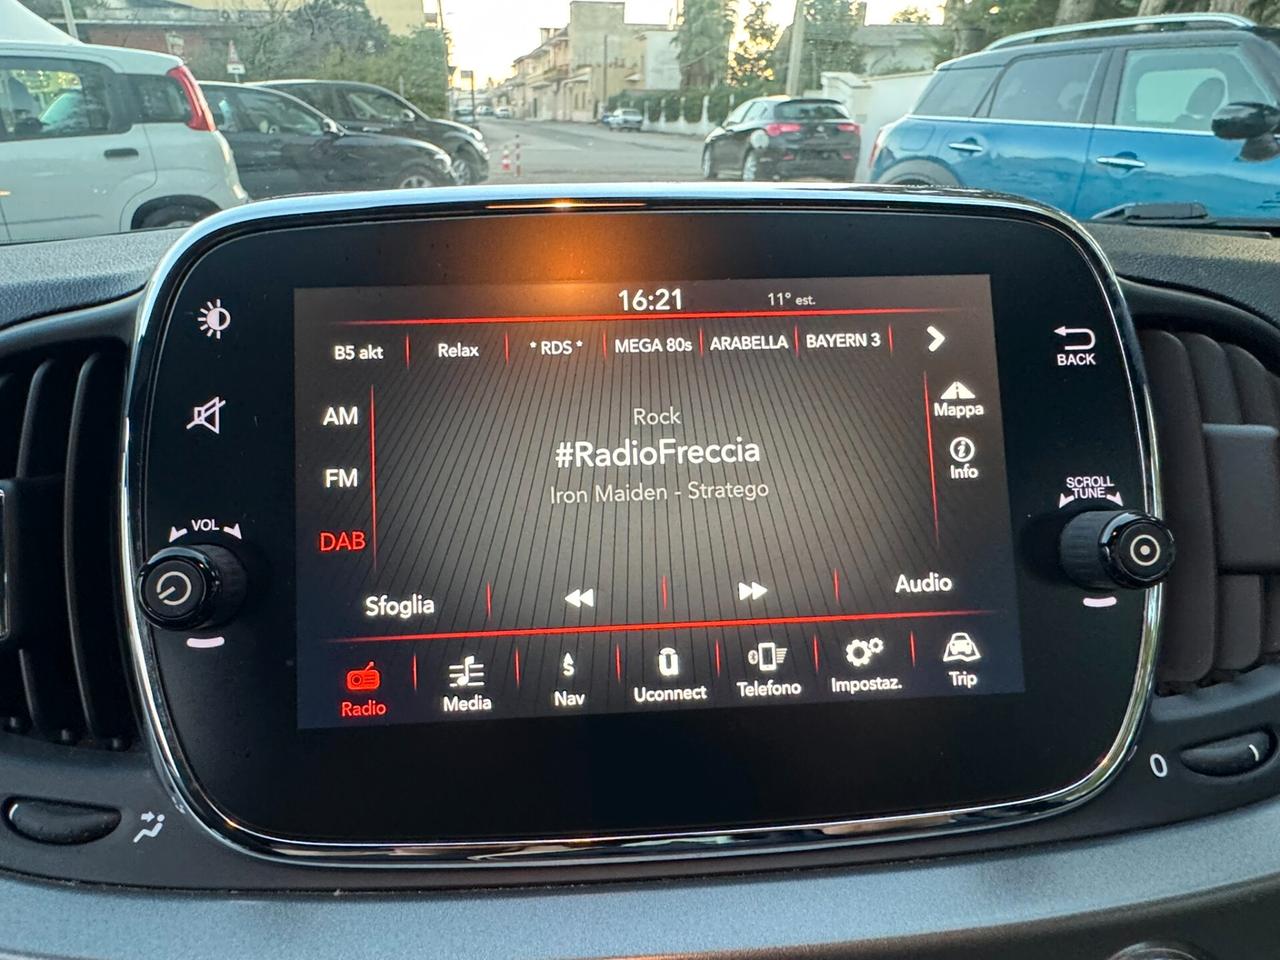 16:21 11° est.
B5 akt Relax * RDS * MEGA 80s ARABELLA BAYERN 3
AM
FM
DAB
Rock
#RadioFreccia
Iron Maiden - Stratego
Mappa
Info
Sfoglia Audio
Radio Media Nav Uconnect Telefono Impostaz. Trip
VOL
BACK
SCROLL
TUNE
0